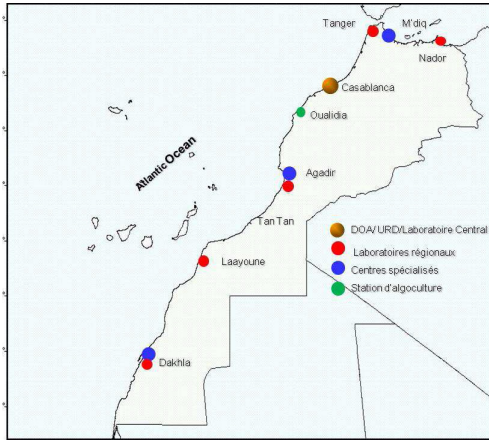 Tanger
M'diq
Nador
Casablanca
Oualidia
Atlantic Ocean
Agadir
Tan Tan
DOA/ URD/Laboratoire Central
Laboratoires régionaux
Laayoune
Centres spécialisés
Station d'algoculture
Dakhla